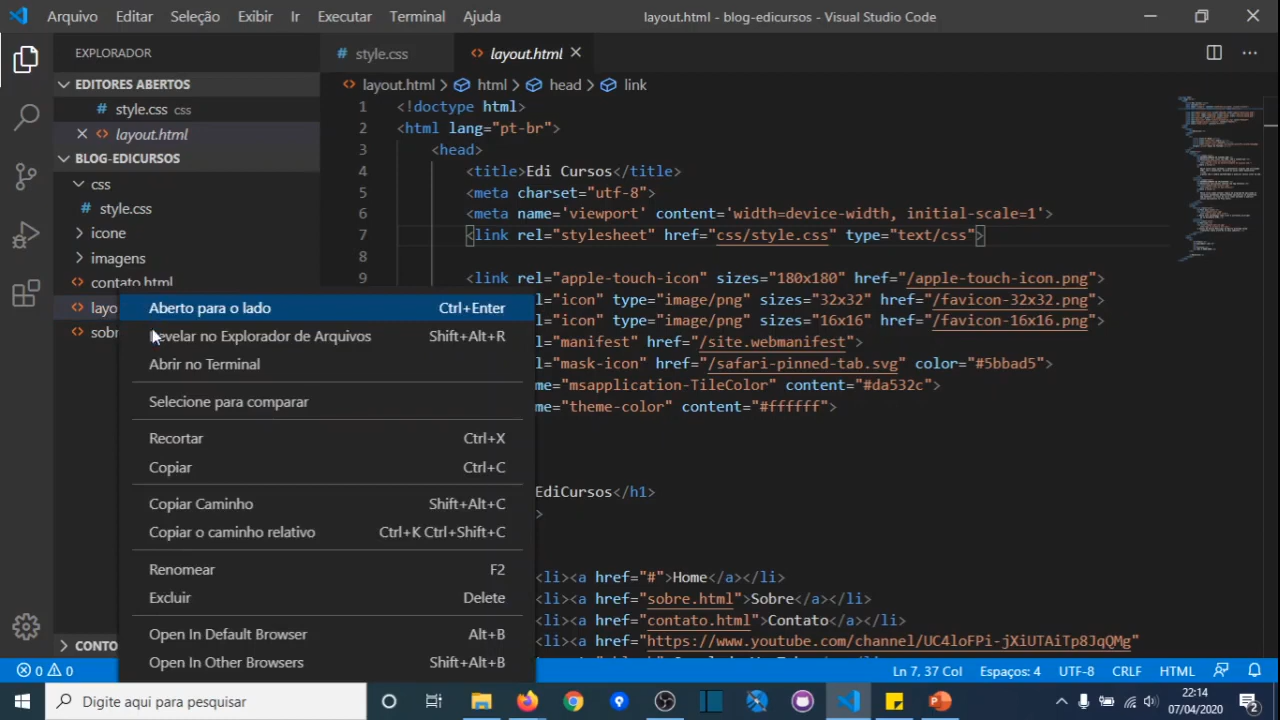 Arquivo Editar Seleção Exibir Ir Executar Terminal Ajuda layout.html - blog-edicursos - Visual Studio Code
EXPLORADOR
EDITORES ABERTOS
style.css css
layout.html
BLOG-EDICURSOS
css
style.css
icone
imagens
contato.html
layo
sobr
CONTO
style.css layout.html
layout.html > html > head > link
1 <!doctype html>
2 <html lang="pt-br">
3 <head>
4 <title>Edi Cursos</title>
5 <meta charset="utf-8">
6 <meta name='viewport' content='width=device-width, initial-scale=1'>
7 <link rel="stylesheet" href="css/style.css" type="text/css">
8
9 <link rel="apple-touch-icon" sizes="180x180" href="/apple-touch-icon.png">
"icon" type="image/png" sizes="32x32" href="/favicon-32x32.png">
"icon" type="image/png" sizes="16x16" href="/favicon-16x16.png">
"manifest" href="/site.webmanifest">
"mask-icon" href="/safari-pinned-tab.svg" color="#5bbad5">
me="msapplication-TileColor" content="#da532c">
me="theme-color" content="#ffffff">
EdiCursos</h1>
>
<li><a href="#">Home</a></li>
<li><a href="sobre.html">Sobre</a></li>
<li><a href="contato.html">Contato</a></li>
<li><a href="https://www.youtube.com/channel/UC4loFPi-jXiUTAiTp8JqQMg"
Aberto para o lado Ctrl+Enter
evelar no Explorador de Arquivos Shift+Alt+R
Abrir no Terminal
Selecione para comparar
Recortar Ctrl+X
Copiar Ctrl+C
Copiar Caminho Shift+Alt+C
Copiar o caminho relativo Ctrl+K Ctrl+Shift+C
Renomear F2
Excluir Delete
Open In Default Browser Alt+B
Open In Other Browsers Shift+Alt+B
0 0 Ln 7, 37 Col Espaços: 4 UTF-8 CRLF HTML
Digite aqui para pesquisar
22:14
07/04/2020
2